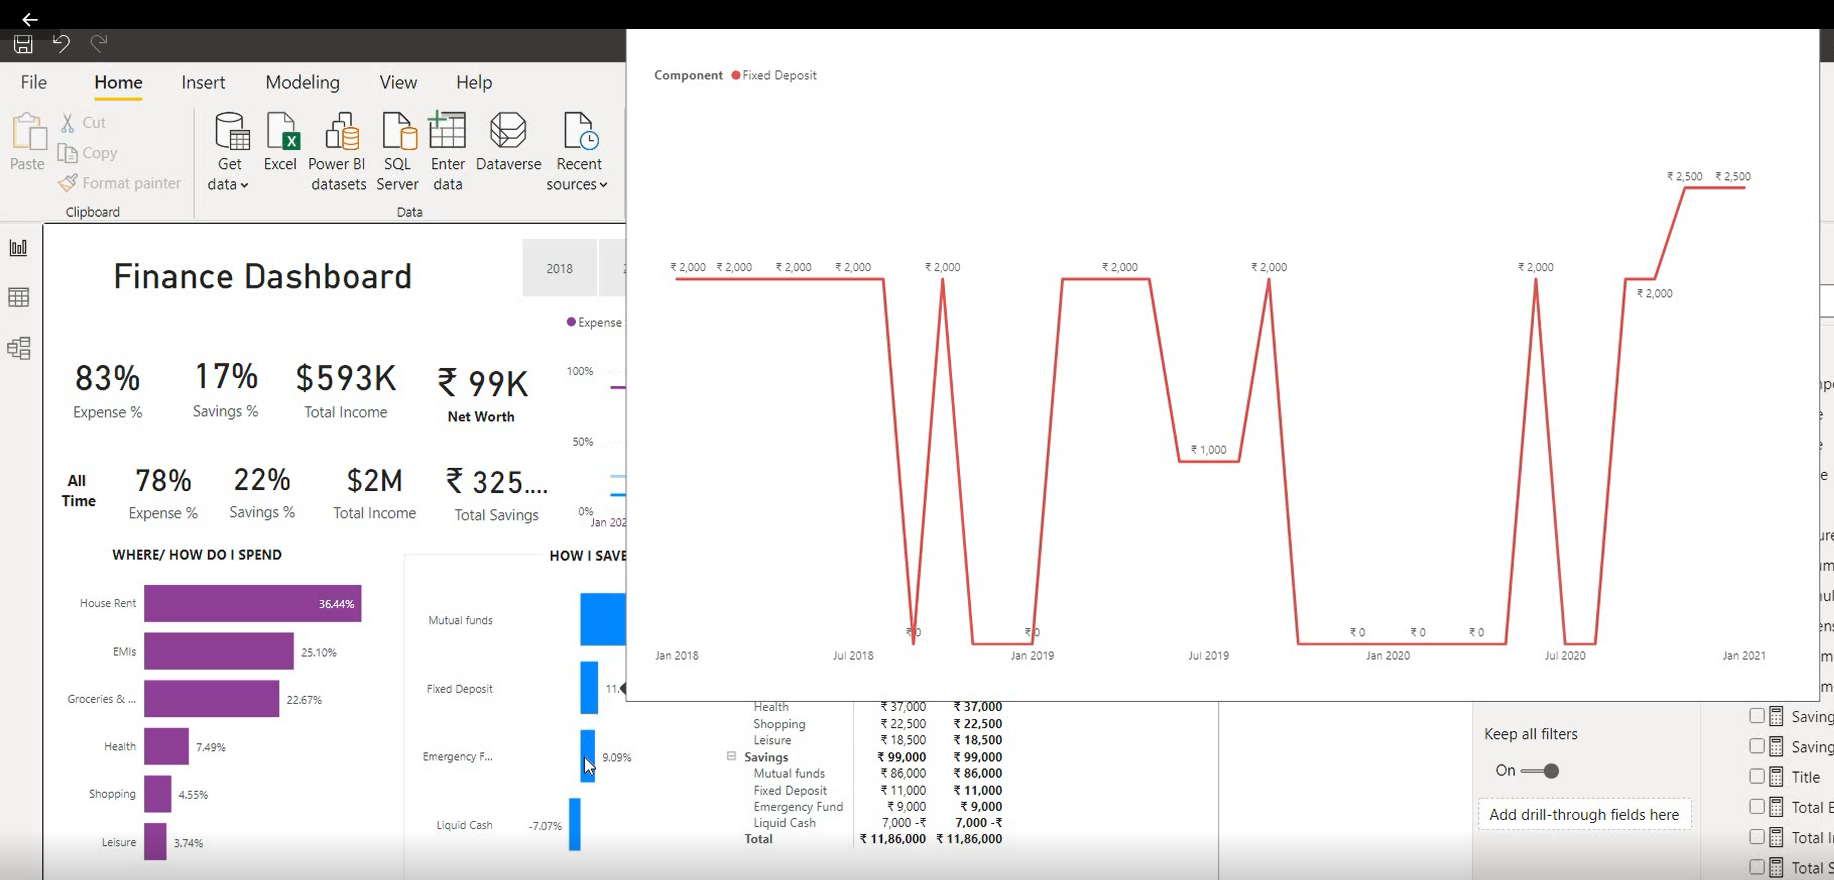 File Home Insert Modeling View Help
Paste
Cut
Copy
Format painter
Clipboard
Get data
Excel
Power BI datasets
SQL Server
Enter data
Dataverse
Recent sources
Data
Component Fixed Deposit
₹ 2,500 ₹ 2,500
₹ 2,000 ₹ 2,000 ₹ 2,000 ₹ 2,000 ₹ 2,000 ₹ 2,000 ₹ 2,000 ₹ 2,000
₹ 2,000
₹ 1,000
₹ 0 ₹ 0 ₹ 0 ₹ 0 ₹ 0
Jan 2018 Jul 2018 Jan 2019 Jul 2019 Jan 2020 Jul 2020 Jan 2021
Finance Dashboard
2018
Expense
100%
50%
0%
83% 17% $593K ₹ 99K
Expense % Savings % Total Income Net Worth
All Time
78% 22% $2M ₹ 325....
Expense % Savings % Total Income Total Savings
WHERE/ HOW DO I SPEND
House Rent 36.44%
EMIs 25.10%
Groceries & ... 22.67%
Health 7.49%
Shopping 4.55%
Leisure 3.74%
HOW I SAVE
Mutual funds
Fixed Deposit 11.
Emergency F... 9.09%
Liquid Cash -7.07%
Health ₹ 37,000 ₹ 37,000
Shopping ₹ 22,500 ₹ 22,500
Leisure ₹ 18,500 ₹ 18,500
Savings ₹ 99,000 ₹ 99,000
Mutual funds ₹ 86,000 ₹ 86,000
Fixed Deposit ₹ 11,000 ₹ 11,000
Emergency Fund ₹ 9,000 ₹ 9,000
Liquid Cash 7,000 -₹ 7,000 -₹
Total ₹ 11,86,000 ₹ 11,86,000
Keep all filters
On
Add drill-through fields here
Saving
Saving
Title
Total E
Total I
Total S